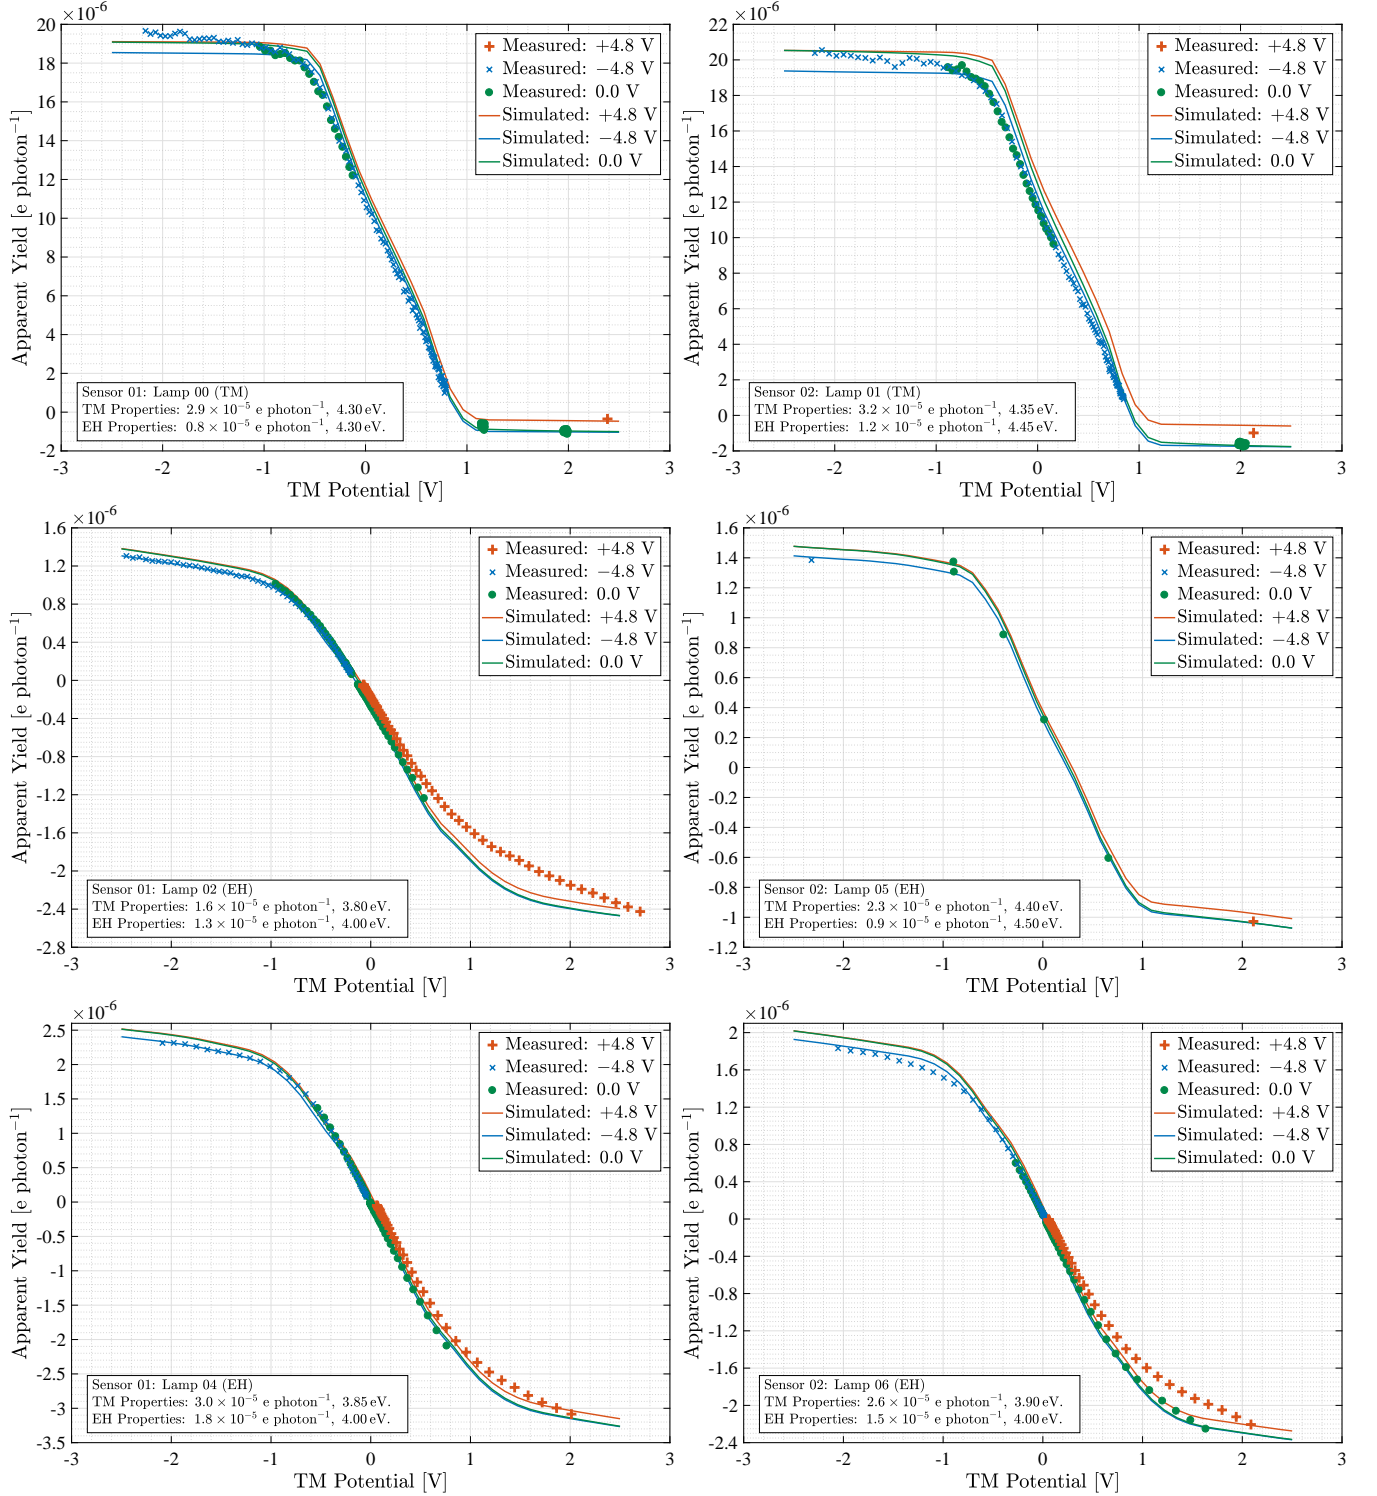 ×10⁻⁶
20
18
16
14
12
10
8
6
4
2
0
-2
-3 -2 -1 0 1 2 3
Apparent Yield [e photon⁻¹]
TM Potential [V]
Measured: +4.8 V
Measured: −4.8 V
Measured: 0.0 V
Simulated: +4.8 V
Simulated: −4.8 V
Simulated: 0.0 V
Sensor 01: Lamp 00 (TM)
TM Properties: 2.9 × 10⁻⁵ e photon⁻¹, 4.30 eV.
EH Properties: 0.8 × 10⁻⁵ e photon⁻¹, 4.30 eV.
×10⁻⁶
22
20
18
16
14
12
10
8
6
4
2
0
-2
-3 -2 -1 0 1 2 3
Apparent Yield [e photon⁻¹]
TM Potential [V]
Measured: +4.8 V
Measured: −4.8 V
Measured: 0.0 V
Simulated: +4.8 V
Simulated: −4.8 V
Simulated: 0.0 V
Sensor 02: Lamp 01 (TM)
TM Properties: 3.2 × 10⁻⁵ e photon⁻¹, 4.35 eV.
EH Properties: 1.2 × 10⁻⁵ e photon⁻¹, 4.45 eV.
×10⁻⁶
1.6
1.2
0.8
0.4
0
-0.4
-0.8
-1.2
-1.6
-2
-2.4
-2.8
-3 -2 -1 0 1 2 3
Apparent Yield [e photon⁻¹]
TM Potential [V]
Measured: +4.8 V
Measured: −4.8 V
Measured: 0.0 V
Simulated: +4.8 V
Simulated: −4.8 V
Simulated: 0.0 V
Sensor 01: Lamp 02 (EH)
TM Properties: 1.6 × 10⁻⁵ e photon⁻¹, 3.80 eV.
EH Properties: 1.3 × 10⁻⁵ e photon⁻¹, 4.00 eV.
×10⁻⁶
1.6
1.4
1.2
1
0.8
0.6
0.4
0.2
0
-0.2
-0.4
-0.6
-0.8
-1
-1.2
-3 -2 -1 0 1 2 3
Apparent Yield [e photon⁻¹]
TM Potential [V]
Measured: +4.8 V
Measured: −4.8 V
Measured: 0.0 V
Simulated: +4.8 V
Simulated: −4.8 V
Simulated: 0.0 V
Sensor 02: Lamp 05 (EH)
TM Properties: 2.3 × 10⁻⁵ e photon⁻¹, 4.40 eV.
EH Properties: 0.9 × 10⁻⁵ e photon⁻¹, 4.50 eV.
×10⁻⁶
2.5
2
1.5
1
0.5
0
-0.5
-1
-1.5
-2
-2.5
-3
-3.5
-3 -2 -1 0 1 2 3
Apparent Yield [e photon⁻¹]
TM Potential [V]
Measured: +4.8 V
Measured: −4.8 V
Measured: 0.0 V
Simulated: +4.8 V
Simulated: −4.8 V
Simulated: 0.0 V
Sensor 01: Lamp 04 (EH)
TM Properties: 3.0 × 10⁻⁵ e photon⁻¹, 3.85 eV.
EH Properties: 1.8 × 10⁻⁵ e photon⁻¹, 4.00 eV.
×10⁻⁶
2
1.6
1.2
0.8
0.4
0
-0.4
-0.8
-1.2
-1.6
-2
-2.4
-3 -2 -1 0 1 2 3
Apparent Yield [e photon⁻¹]
TM Potential [V]
Measured: +4.8 V
Measured: −4.8 V
Measured: 0.0 V
Simulated: +4.8 V
Simulated: −4.8 V
Simulated: 0.0 V
Sensor 02: Lamp 06 (EH)
TM Properties: 2.6 × 10⁻⁵ e photon⁻¹, 3.90 eV.
EH Properties: 1.5 × 10⁻⁵ e photon⁻¹, 4.00 eV.